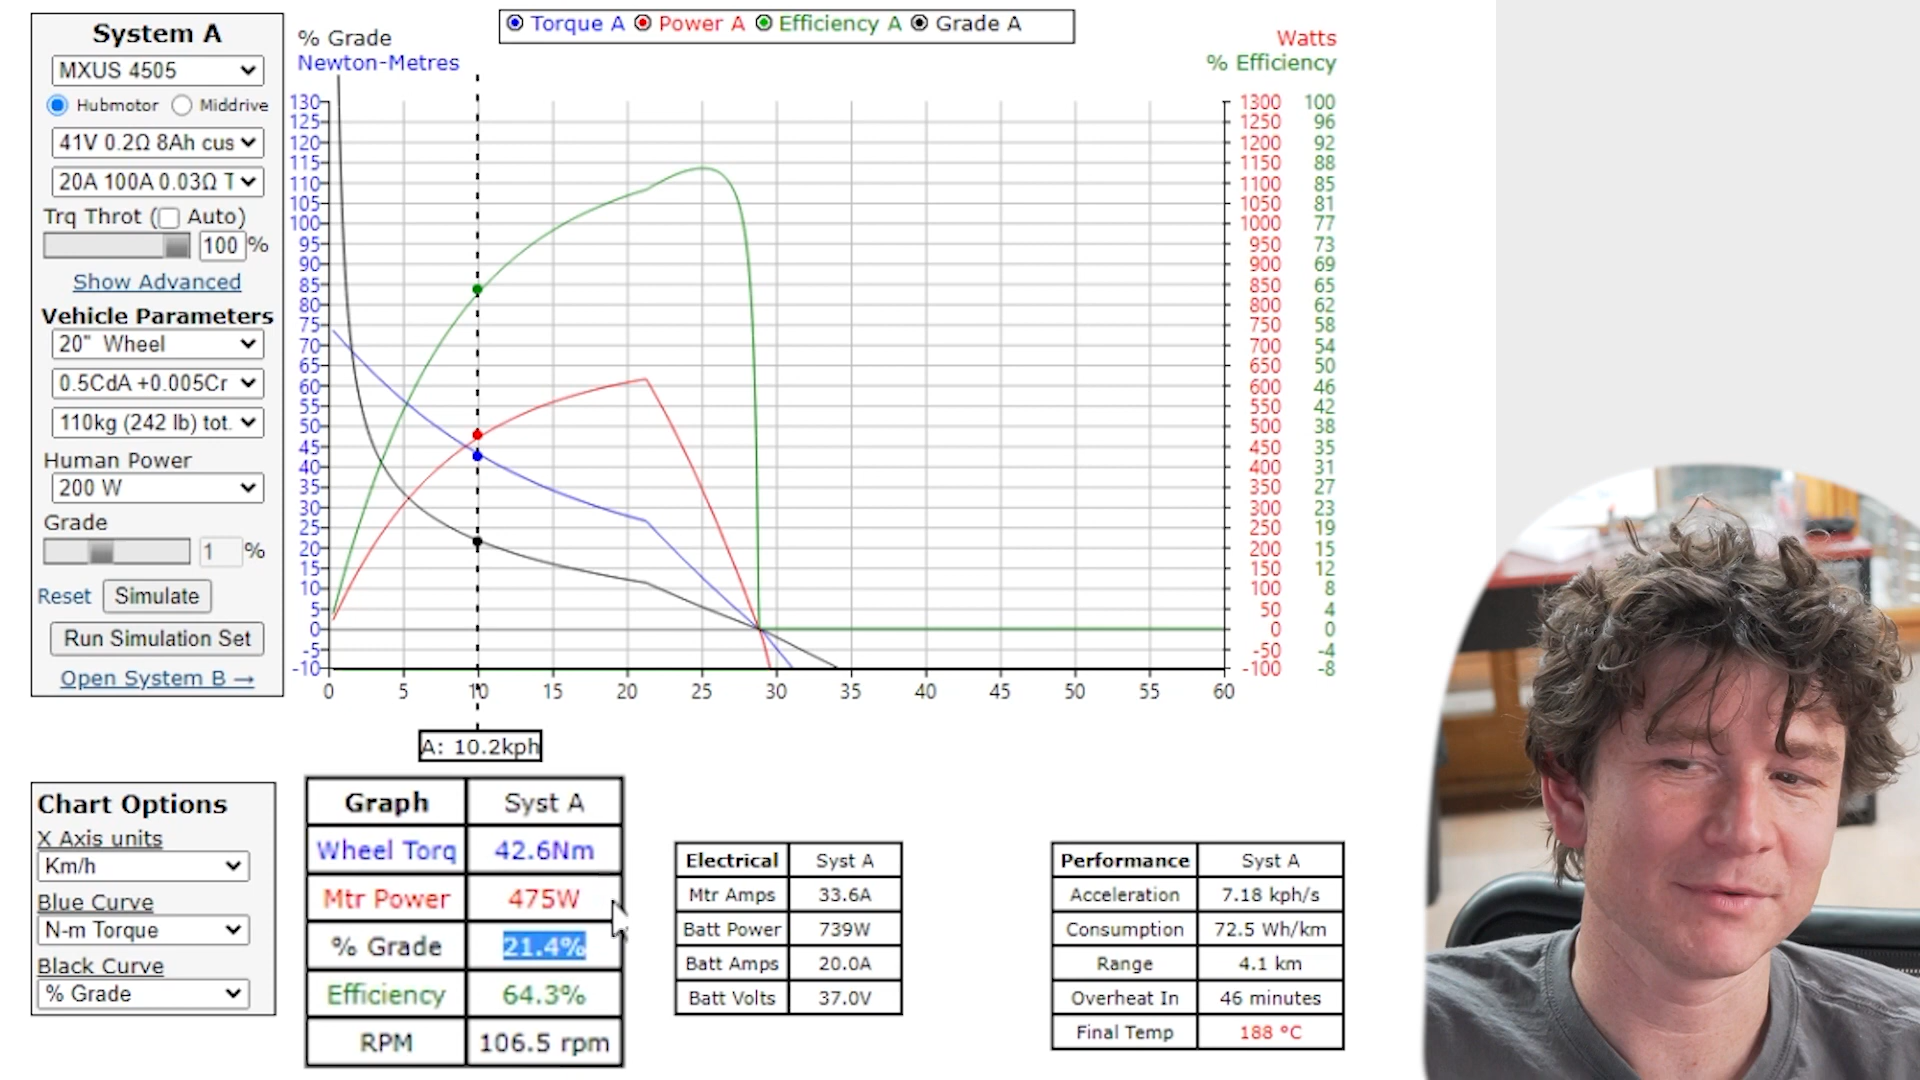 System A
MXUS 4505
Hubmotor Middrive
41V 0.2Ω 8Ah cus
20A 100A 0.03Ω T
Trq Throt ( Auto)
100 %
Show Advanced
Vehicle Parameters
20" Wheel
0.5CdA +0.005Cr
110kg (242 lb) tot.
Human Power
200 W
Grade
1 %
Reset Simulate
Run Simulation Set
Open System B →
% Grade
Newton-Metres
Torque A Power A Efficiency A Grade A
Watts
% Efficiency
130 1300 100
125 1250 96
120 1200 92
115 1150 88
110 1100 85
105 1050 81
100 1000 77
95 950 73
90 900 69
85 850 65
80 800 62
75 750 58
70 700 54
65 650 50
60 600 46
55 550 42
50 500 38
45 450 35
40 400 31
35 350 27
30 300 23
25 250 19
20 200 15
15 150 12
10 100 8
5 50 4
0 0 0
-5 -50 -4
-10 -100 -8
0 5 10 15 20 25 30 35 40 45 50 55 60
A: 10.2kph
Chart Options
X Axis units
Km/h
Blue Curve
N-m Torque
Black Curve
% Grade
Graph Syst A
Wheel Torq 42.6Nm
Mtr Power 475W
% Grade 21.4%
Efficiency 64.3%
RPM 106.5 rpm
Electrical Syst A
Mtr Amps 33.6A
Batt Power 739W
Batt Amps 20.0A
Batt Volts 37.0V
Performance Syst A
Acceleration 7.18 kph/s
Consumption 72.5 Wh/km
Range 4.1 km
Overheat In 46 minutes
Final Temp 188 °C